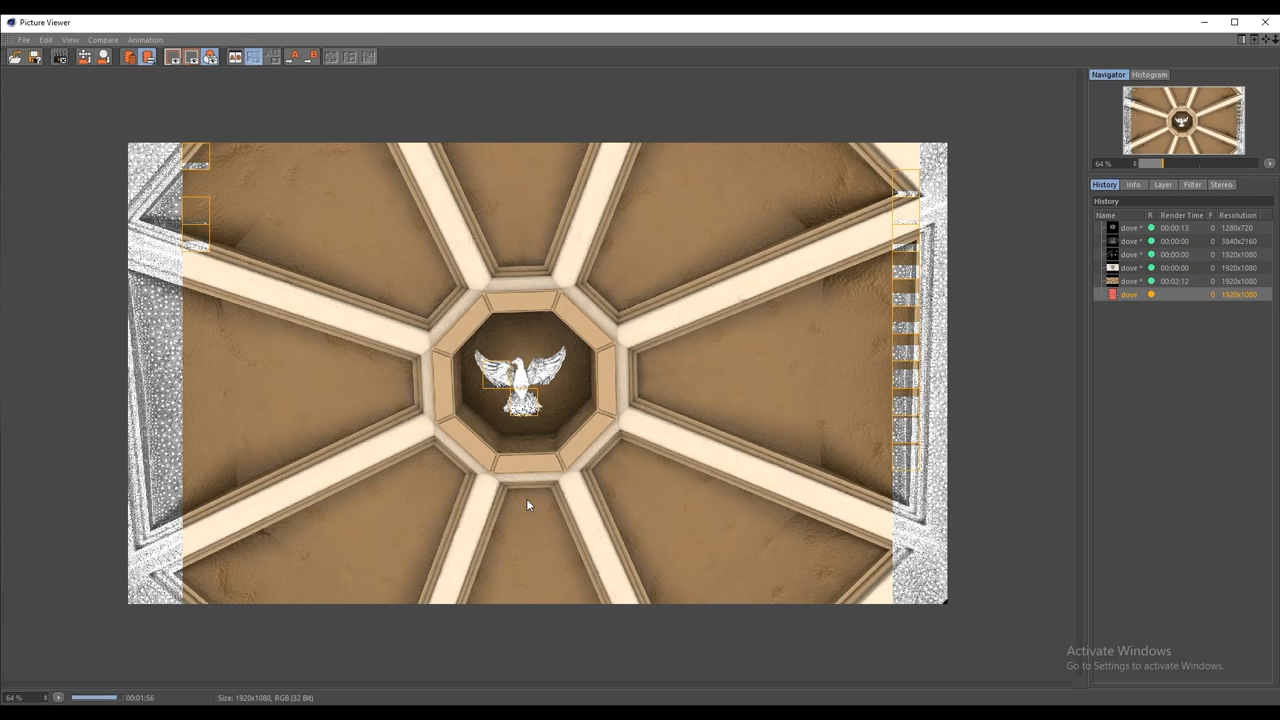 Picture Viewer
File Edit View Compare Animation
Navigator Histogram
64 %
History Info Layer Filter Stereo
History
Name R Render Time F Resolution
dove * 00:00:13 0 1280x720
dove * 00:00:00 0 3840x2160
dove * 00:00:00 0 1920x1080
dove * 00:00:00 0 1920x1080
dove * 00:02:12 0 1920x1080
dove 0 1920x1080
Activate Windows
Go to Settings to activate Windows.
64 % 00:01:56 Size: 1920x1080, RGB (32 Bit)